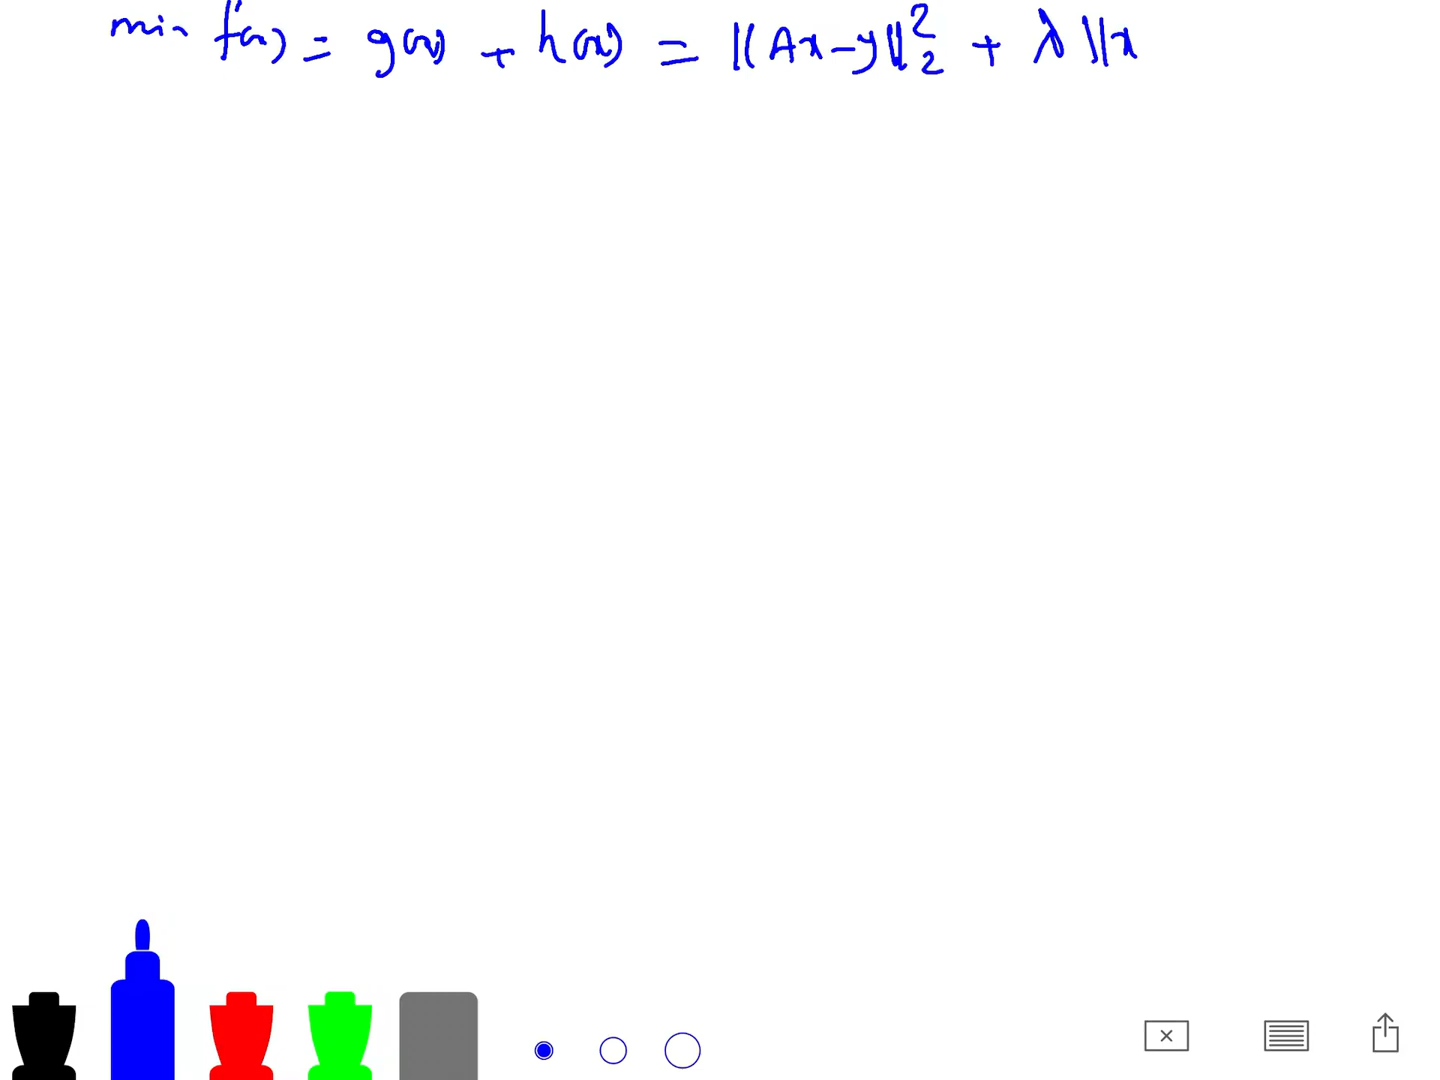 min f(x) = g(x) + h(x) = ||Ax-y||₂² + λ||x